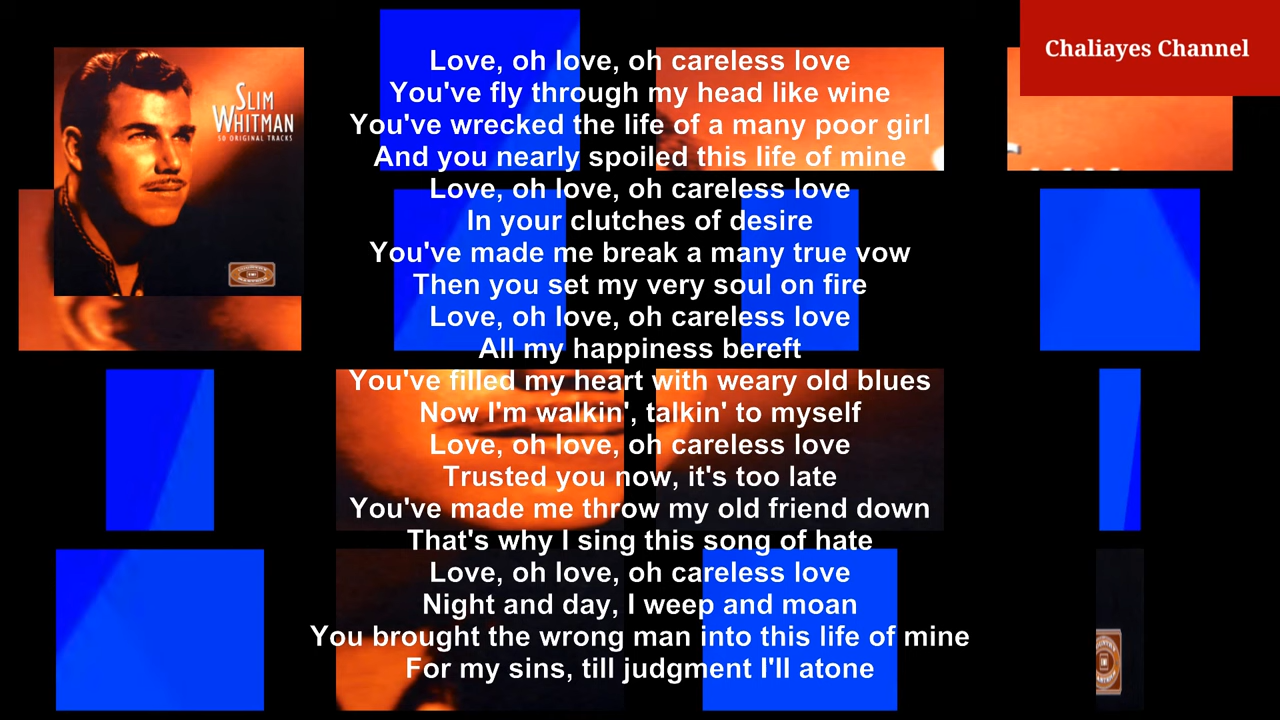 SLIM
WHITMAN
50 ORIGINAL TRACKS
Chaliayes Channel
Love, oh love, oh careless love
You've fly through my head like wine
You've wrecked the life of a many poor girl
And you nearly spoiled this life of mine
Love, oh love, oh careless love
In your clutches of desire
You've made me break a many true vow
Then you set my very soul on fire
Love, oh love, oh careless love
All my happiness bereft
You've filled my heart with weary old blues
Now I'm walkin', talkin' to myself
Love, oh love, oh careless love
Trusted you now, it's too late
You've made me throw my old friend down
That's why I sing this song of hate
Love, oh love, oh careless love
Night and day, I weep and moan
You brought the wrong man into this life of mine
For my sins, till judgment I'll atone